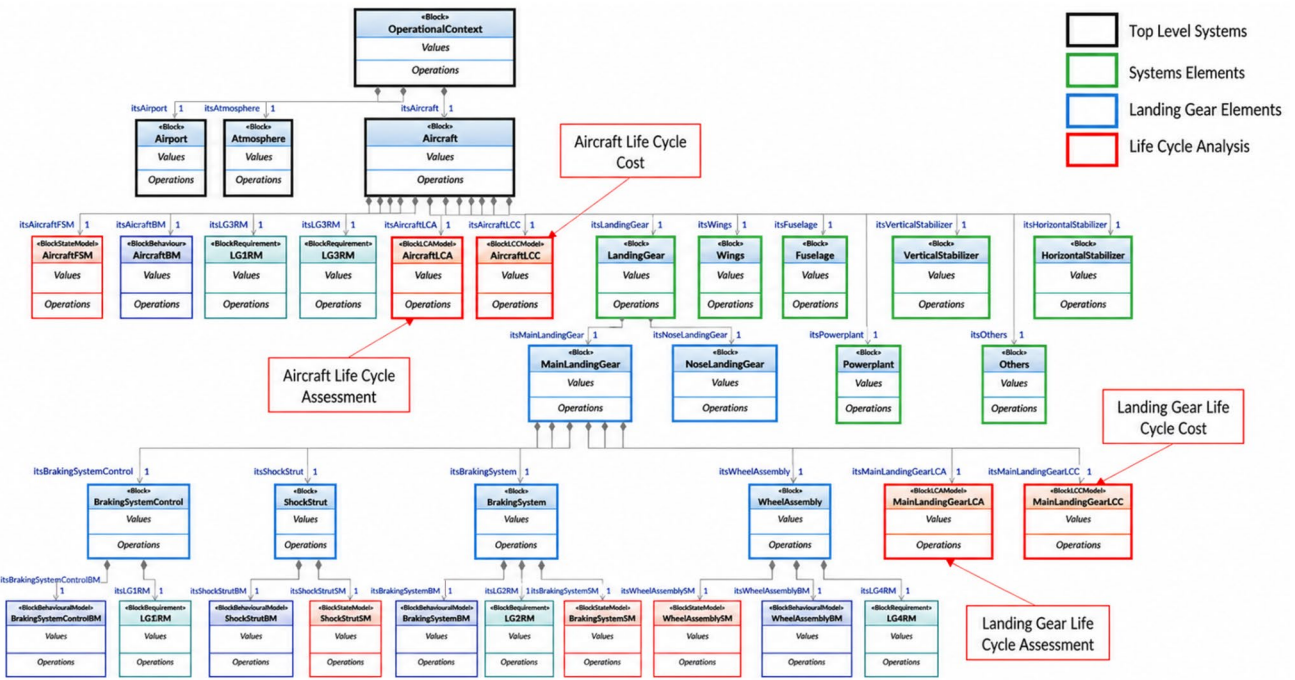 «Block»
OperationalContext
Values
Operations
Top Level Systems
Systems Elements
Landing Gear Elements
Life Cycle Analysis
itsAirport 1
itsAtmosphere 1
itsAircraft 1
«Block»
Airport
Values
Operations
«Block»
Atmosphere
Values
Operations
«Block»
Aircraft
Values
Operations
Aircraft Life Cycle
Cost
itsAircraftFSM 1
itsAircraftBM 1
itsLG3RM 1
itsLG3RM 1
itsAircraftLCA 1
itsAircraftLCC 1
itsLandingGear 1
itsWings 1
itsFuselage 1
itsVerticalStabilizer 1
itsHorizontalStabilizer 1
«BlockStateModel»
AircraftFSM
Values
Operations
«BlockBehaviour»
AircraftBM
Values
Operations
«BlockRequirement»
LG1RM
Values
Operations
«BlockRequirement»
LG3RM
Values
Operations
«BlockLCAModel»
AircraftLCA
Values
Operations
«BlockLCCModel»
AircraftLCC
Values
Operations
«Block»
LandingGear
Values
Operations
«Block»
Wings
Values
Operations
«Block»
Fuselage
Values
Operations
«Block»
VerticalStabilizer
Values
Operations
«Block»
HorizontalStabilizer
Values
Operations
itsMainLandingGear 1
itsNoseLandingGear 1
itsPowerplant 1
itsOthers 1
«Block»
MainLandingGear
Values
Operations
«Block»
NoseLandingGear
Values
Operations
«Block»
Powerplant
Values
Operations
«Block»
Others
Values
Operations
Aircraft Life Cycle
Assessment
Landing Gear Life
Cycle Cost
itsBrakingSystemControl 1
itsShockStrut 1
itsBrakingSystem 1
itsWheelAssembly 1
itsMainLandingGearLCA 1
itsMainLandingGearLCC 1
«Block»
BrakingSystemControl
Values
Operations
«Block»
ShockStrut
Values
Operations
«Block»
BrakingSystem
Values
Operations
«Block»
WheelAssembly
Values
Operations
«BlockLCAModel»
MainLandingGearLCA
Values
Operations
«BlockLCCModel»
MainLandingGearLCC
Values
Operations
itsBrakingSystemControlBM 1
itsLG1RM 1
itsShockStrutBM 1
itsShockStrutSM 1
itsBrakingSystemBM 1
itsLG2RM 1
itsBrakingSystemSM 1
itsWheelAssemblySM 1
itsWheelAssemblyBM 1
itsLG4RM 1
«BlockBehaviouralModel»
BrakingSystemControlBM
Values
Operations
«BlockRequirement»
Values
Operations
«BlockBehaviouralModel»
ShockStrutBM
Values
Operations
«BlockStateModel»
ShockStrutSM
Values
Operations
«BlockBehaviouralModel»
BrakingSystemBM
Values
Operations
«BlockRequirement»
LG2RM
Values
Operations
«BlockStateModel»
BrakingSystemSM
Values
Operations
«BlockStateModel»
WheelAssemblySM
Values
Operations
«BlockBehaviouralModel»
WheelAssemblyBM
Values
Operations
«BlockRequirement»
LG4RM
Values
Operations
Landing Gear Life
Cycle Assessment